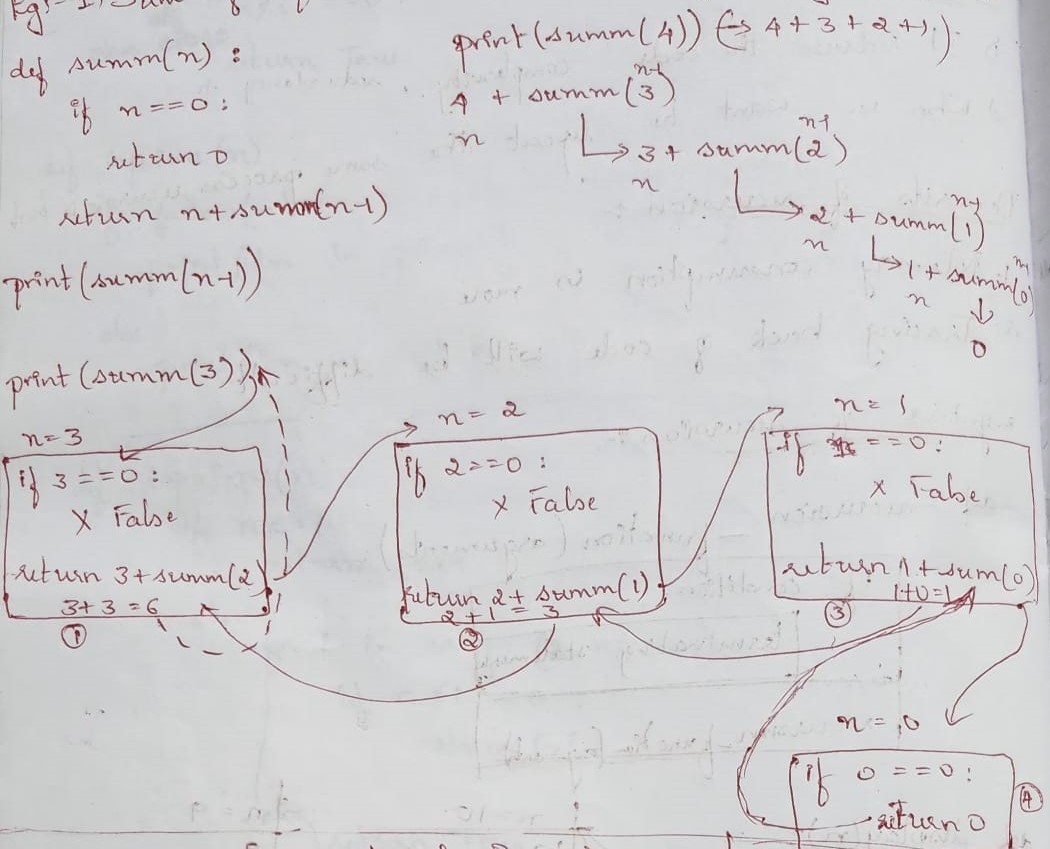 def summ(n) :
if n == 0 :
return 0
return n + summ(n-1)
print(summ(n-1))
print(summ(4)) (→ 4 + 3 + 2 + 1)
n-1
4 + summ(3)
n
n-1
→ 3 + summ(2)
n
n-1
→ 2 + summ(1)
n
→ 1 + summ(0)
n
↓
0
print(summ(3))
n = 3
if 3 == 0 :
X False
return 3 + summ(2)
3 + 3 = 6
①
n = 2
if 2 == 0 :
X False
return 2 + summ(1)
2 + 1 = 3
②
n = 1
if == 0 :
X False
return 1 + sum(0)
1+0=1
③
n = 0
if 0 == 0 :
return 0
④